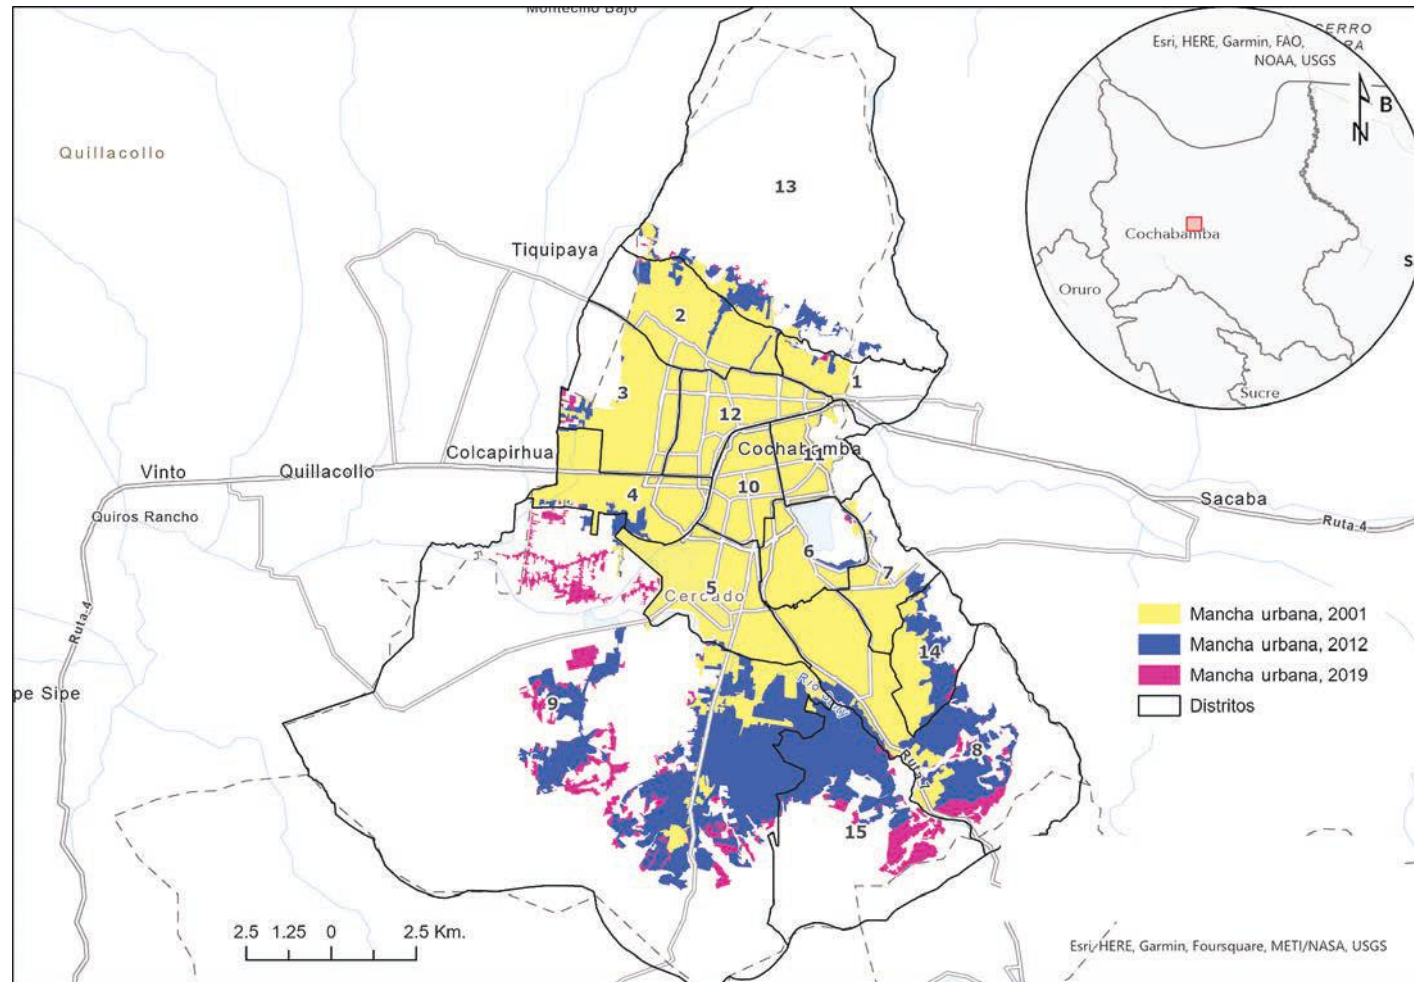 Montecillo Bajo
Esri, HERE, Garmin, FAO,
NOAA, USGS
B
N
Cochabamba
Oruro
Sucre
S
Quillacollo
13
Tiquipaya
2
1
3
12
Colcapirhua
Cochabamba
11
Vinto
Quillacollo
4
10
Sacaba
Quiros Rancho
Ruta 4
6
7
5
Cercado
Ruta 4
14
pe Sipe
9
8
15
Mancha urbana, 2001
Mancha urbana, 2012
Mancha urbana, 2019
Distritos
2.5 1.25 0 2.5 Km.
Esri, HERE, Garmin, Foursquare, METI/NASA, USGS